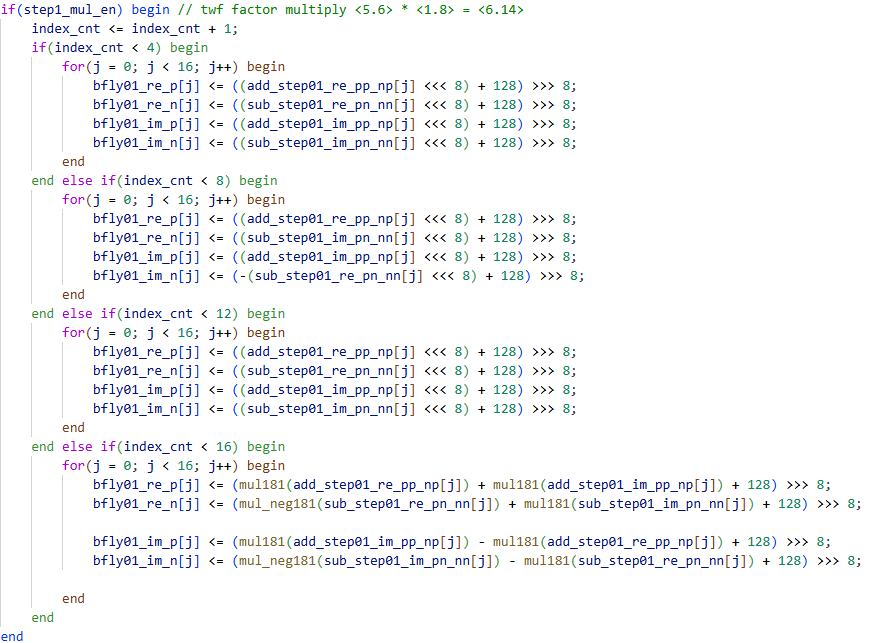 if(step1_mul_en) begin // twf factor multiply <5.6> * <1.8> = <6.14>
    index_cnt <= index_cnt + 1;
    if(index_cnt < 4) begin
        for(j = 0; j < 16; j++) begin
            bfly01_re_p[j] <= ((add_step01_re_pp_np[j] <<< 8) + 128) >>> 8;
            bfly01_re_n[j] <= ((sub_step01_re_pn_nn[j] <<< 8) + 128) >>> 8;
            bfly01_im_p[j] <= ((add_step01_im_pp_np[j] <<< 8) + 128) >>> 8;
            bfly01_im_n[j] <= ((sub_step01_im_pn_nn[j] <<< 8) + 128) >>> 8;
        end
    end else if(index_cnt < 8) begin
        for(j = 0; j < 16; j++) begin
            bfly01_re_p[j] <= ((add_step01_re_pp_np[j] <<< 8) + 128) >>> 8;
            bfly01_re_n[j] <= ((sub_step01_im_pn_nn[j] <<< 8) + 128) >>> 8;
            bfly01_im_p[j] <= ((add_step01_im_pp_np[j] <<< 8) + 128) >>> 8;
            bfly01_im_n[j] <= (-(sub_step01_re_pn_nn[j] <<< 8) + 128) >>> 8;
        end
    end else if(index_cnt < 12) begin
        for(j = 0; j < 16; j++) begin
            bfly01_re_p[j] <= ((add_step01_re_pp_np[j] <<< 8) + 128) >>> 8;
            bfly01_re_n[j] <= ((sub_step01_re_pn_nn[j] <<< 8) + 128) >>> 8;
            bfly01_im_p[j] <= ((add_step01_im_pp_np[j] <<< 8) + 128) >>> 8;
            bfly01_im_n[j] <= ((sub_step01_im_pn_nn[j] <<< 8) + 128) >>> 8;
        end
    end else if(index_cnt < 16) begin
        for(j = 0; j < 16; j++) begin
            bfly01_re_p[j] <= (mul181(add_step01_re_pp_np[j]) + mul181(add_step01_im_pp_np[j]) + 128) >>> 8;
            bfly01_re_n[j] <= (mul_neg181(sub_step01_re_pn_nn[j]) + mul181(sub_step01_im_pn_nn[j]) + 128) >>> 8;

            bfly01_im_p[j] <= (mul181(add_step01_im_pp_np[j]) - mul181(add_step01_re_pp_np[j]) + 128) >>> 8;
            bfly01_im_n[j] <= (mul_neg181(sub_step01_im_pn_nn[j]) - mul181(sub_step01_re_pn_nn[j]) + 128) >>> 8;

        end
    end
end